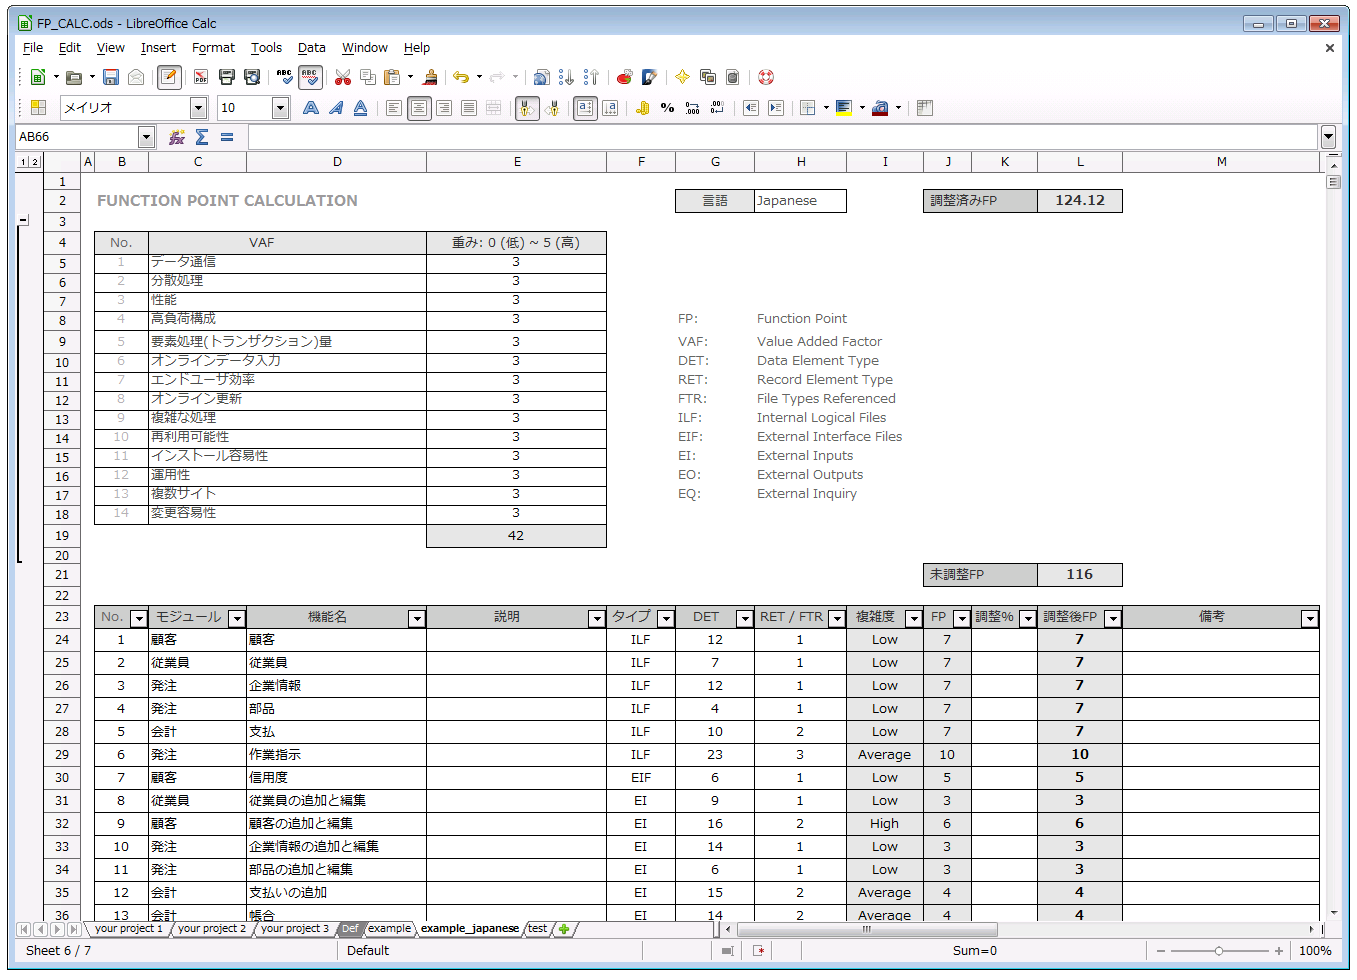 FP_CALC.ods - LibreOffice Calc
File Edit View Insert Format Tools Data Window Help
メイリオ 10
AB66
1 2
A B C D E F G H I J K L M
1
2 FUNCTION POINT CALCULATION 言語 Japanese 調整済みFP 124.12
3
4 No. VAF 重み: 0 (低) ~ 5 (高)
5 1 データ通信 3
6 2 分散処理 3
7 3 性能 3
8 4 高負荷構成 3 FP: Function Point
9 5 要素処理(トランザクション)量 3 VAF: Value Added Factor
10 6 オンラインデータ入力 3 DET: Data Element Type
11 7 エンドユーザ効率 3 RET: Record Element Type
12 8 オンライン更新 3 FTR: File Types Referenced
13 9 複雑な処理 3 ILF: Internal Logical Files
14 10 再利用可能性 3 EIF: External Interface Files
15 11 インストール容易性 3 EI: External Inputs
16 12 運用性 3 EO: External Outputs
17 13 複数サイト 3 EQ: External Inquiry
18 14 変更容易性 3
19 42
20
21 未調整FP 116
22
23 No. モジュール 機能名 説明 タイプ DET RET / FTR 複雑度 FP 調整% 調整後FP 備考
24 1 顧客 顧客 ILF 12 1 Low 7 7
25 2 従業員 従業員 ILF 7 1 Low 7 7
26 3 発注 企業情報 ILF 12 1 Low 7 7
27 4 発注 部品 ILF 4 1 Low 7 7
28 5 会計 支払 ILF 10 2 Low 7 7
29 6 発注 作業指示 ILF 23 3 Average 10 10
30 7 顧客 信用度 EIF 6 1 Low 5 5
31 8 従業員 従業員の追加と編集 EI 9 1 Low 3 3
32 9 顧客 顧客の追加と編集 EI 16 2 High 6 6
33 10 発注 企業情報の追加と編集 EI 14 1 Low 3 3
34 11 発注 部品の追加と編集 EI 6 1 Low 3 3
35 12 会計 支払いの追加 EI 15 2 Average 4 4
36 13 会計 帳合 EI 14 2 Average 4 4
your project 1 your project 2 your project 3 Def example example_japanese test
Sheet 6 / 7 Default Sum=0 100%